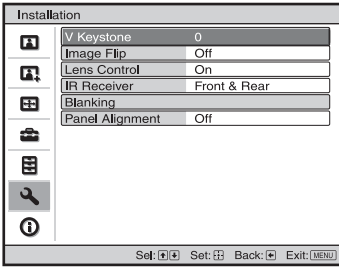 Installation
V Keystone 0
Image Flip Off
Lens Control On
IR Receiver Front & Rear
Blanking
Panel Alignment Off
Sel: Set: Back: Exit: MENU